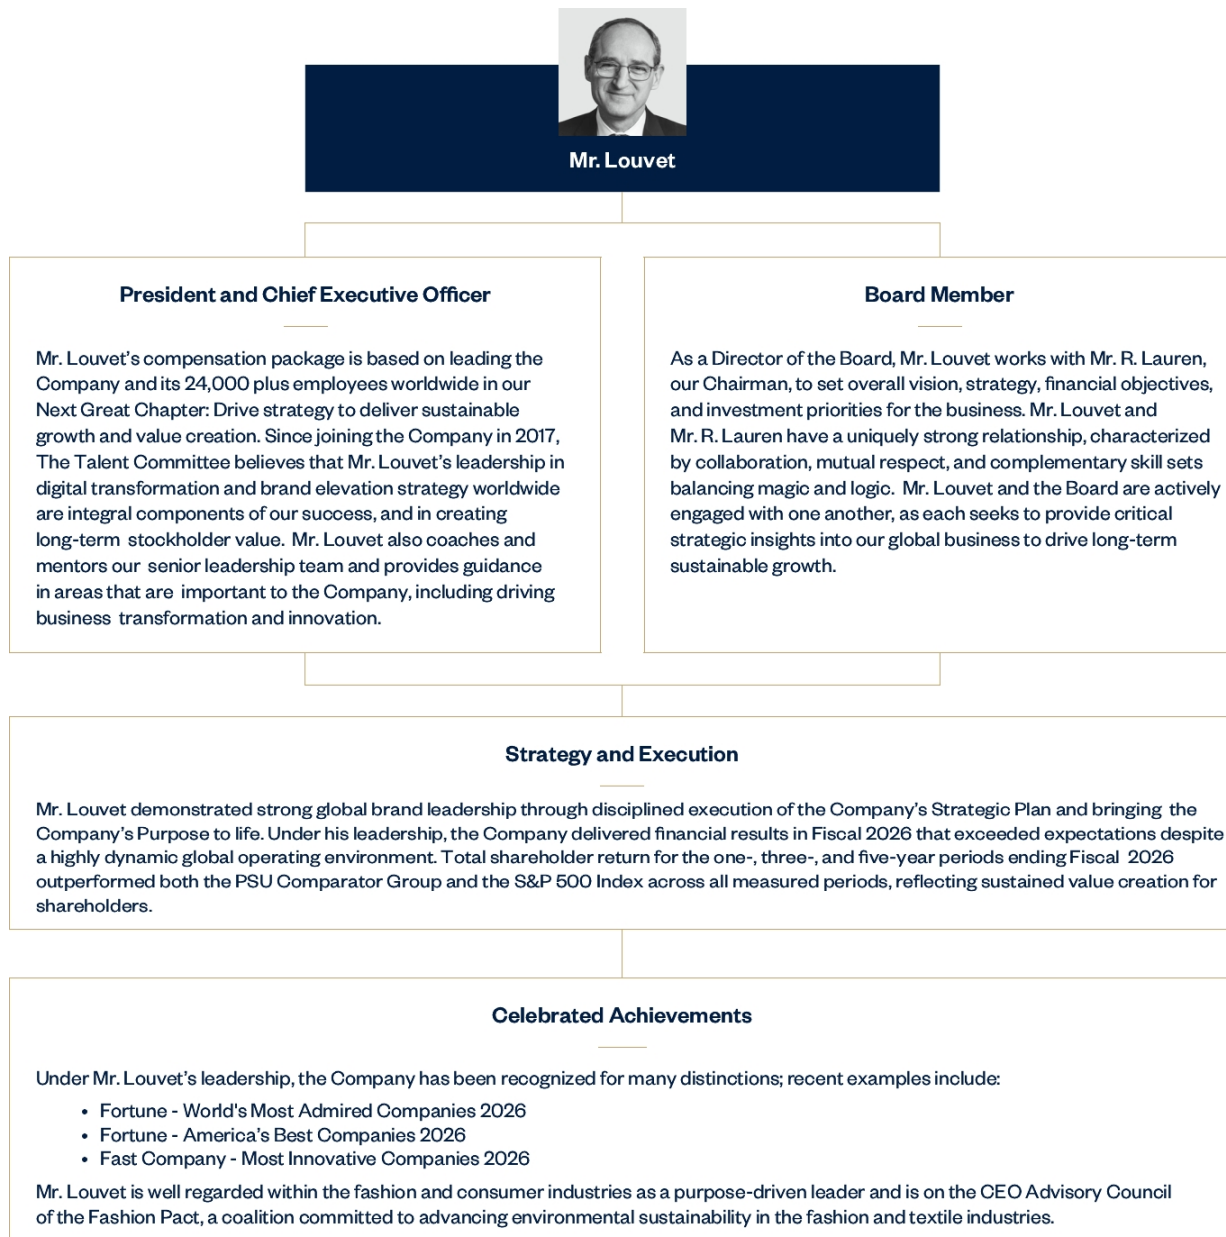 Mr. Louvet
President and Chief Executive Officer
Mr. Louvet’s compensation package is based on leading the
Company and its 24,000 plus employees worldwide in our
Next Great Chapter: Drive strategy to deliver sustainable
growth and value creation. Since joining the Company in 2017,
The Talent Committee believes that Mr. Louvet’s leadership in
digital transformation and brand elevation strategy worldwide
are integral components of our success, and in creating
long-term stockholder value. Mr. Louvet also coaches and
mentors our senior leadership team and provides guidance
in areas that are important to the Company, including driving
business transformation and innovation.
Board Member
As a Director of the Board, Mr. Louvet works with Mr. R. Lauren,
our Chairman, to set overall vision, strategy, financial objectives,
and investment priorities for the business. Mr. Louvet and
Mr. R. Lauren have a uniquely strong relationship, characterized
by collaboration, mutual respect, and complementary skill sets
balancing magic and logic. Mr. Louvet and the Board are actively
engaged with one another, as each seeks to provide critical
strategic insights into our global business to drive long-term
sustainable growth.
Strategy and Execution
Mr. Louvet demonstrated strong global brand leadership through disciplined execution of the Company’s Strategic Plan and bringing the
Company’s Purpose to life. Under his leadership, the Company delivered financial results in Fiscal 2026 that exceeded expectations despite
a highly dynamic global operating environment. Total shareholder return for the one-, three-, and five-year periods ending Fiscal 2026
outperformed both the PSU Comparator Group and the S&P 500 Index across all measured periods, reflecting sustained value creation for
shareholders.
Celebrated Achievements
Under Mr. Louvet’s leadership, the Company has been recognized for many distinctions; recent examples include:
• Fortune - World's Most Admired Companies 2026
• Fortune - America’s Best Companies 2026
• Fast Company - Most Innovative Companies 2026
Mr. Louvet is well regarded within the fashion and consumer industries as a purpose-driven leader and is on the CEO Advisory Council
of the Fashion Pact, a coalition committed to advancing environmental sustainability in the fashion and textile industries.